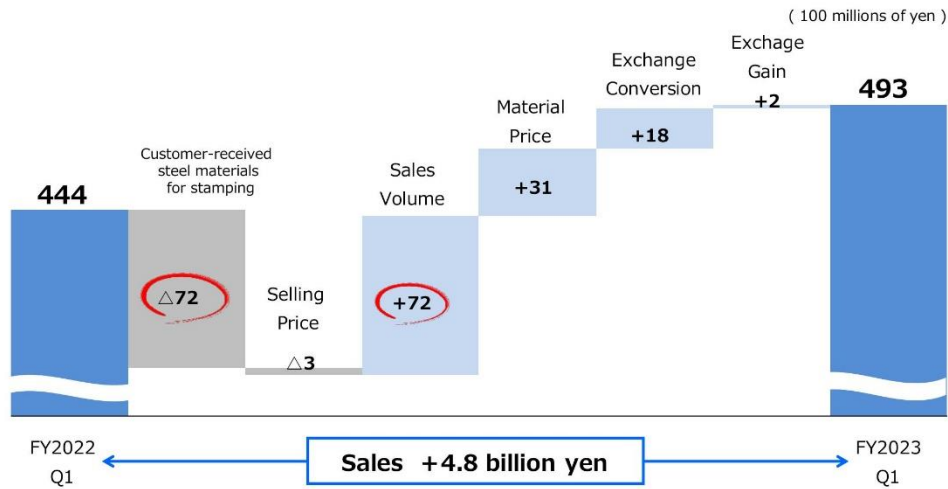 ( 100 millions of yen )
444
Customer-received
steel materials
for stamping
△72
Selling
Price
△3
Sales
Volume
+72
Material
Price
+31
Exchange
Conversion
+18
Exchage
Gain
+2
493
FY2022
Q1
Sales +4.8 billion yen
FY2023
Q1